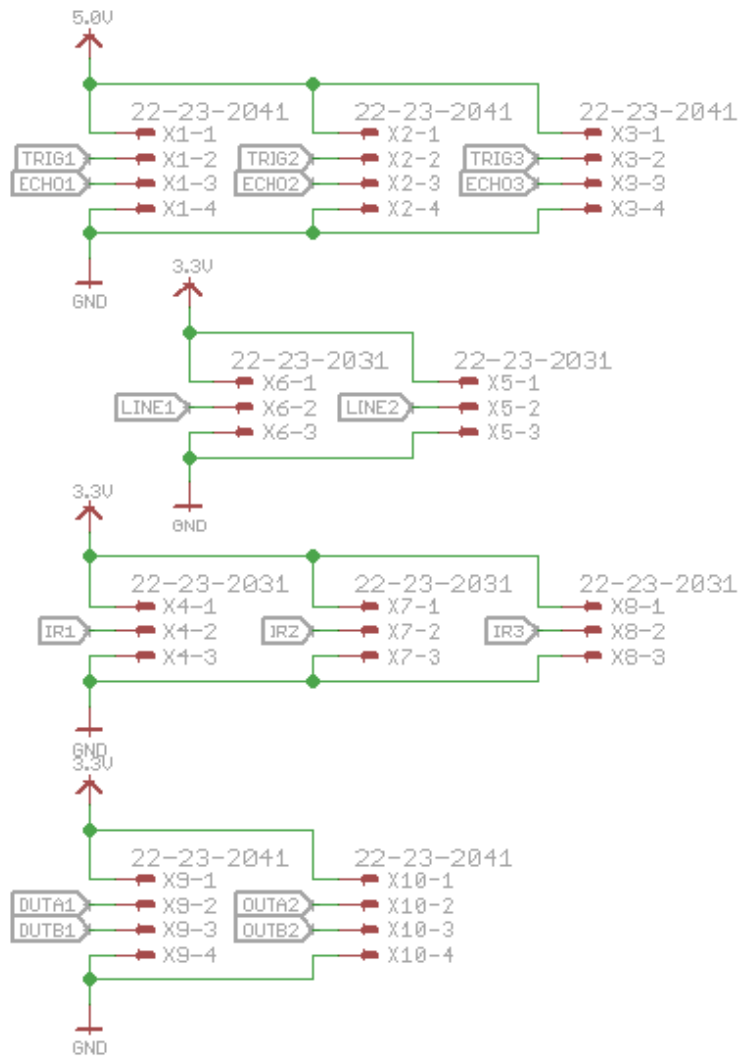 5.0V
22-23-2041 22-23-2041 22-23-2041
X1-1 X2-1 X3-1
TRIG1 X1-2 TRIG2 X2-2 TRIG3 X3-2
ECHO1 X1-3 ECHO2 X2-3 ECHO3 X3-3
X1-4 X2-4 X3-4
GND
3.3V
22-23-2031 22-23-2031
X6-1 X5-1
LINE1 X6-2 LINE2 X5-2
X6-3 X5-3
GND
3.3V
22-23-2031 22-23-2031 22-23-2031
X4-1 X7-1 X8-1
IR1 X4-2 IR2 X7-2 IR3 X8-2
X4-3 X7-3 X8-3
GND
3.3V
22-23-2041 22-23-2041
X9-1 X10-1
OUTA1 X9-2 OUTA2 X10-2
OUTB1 X9-3 OUTB2 X10-3
X9-4 X10-4
GND